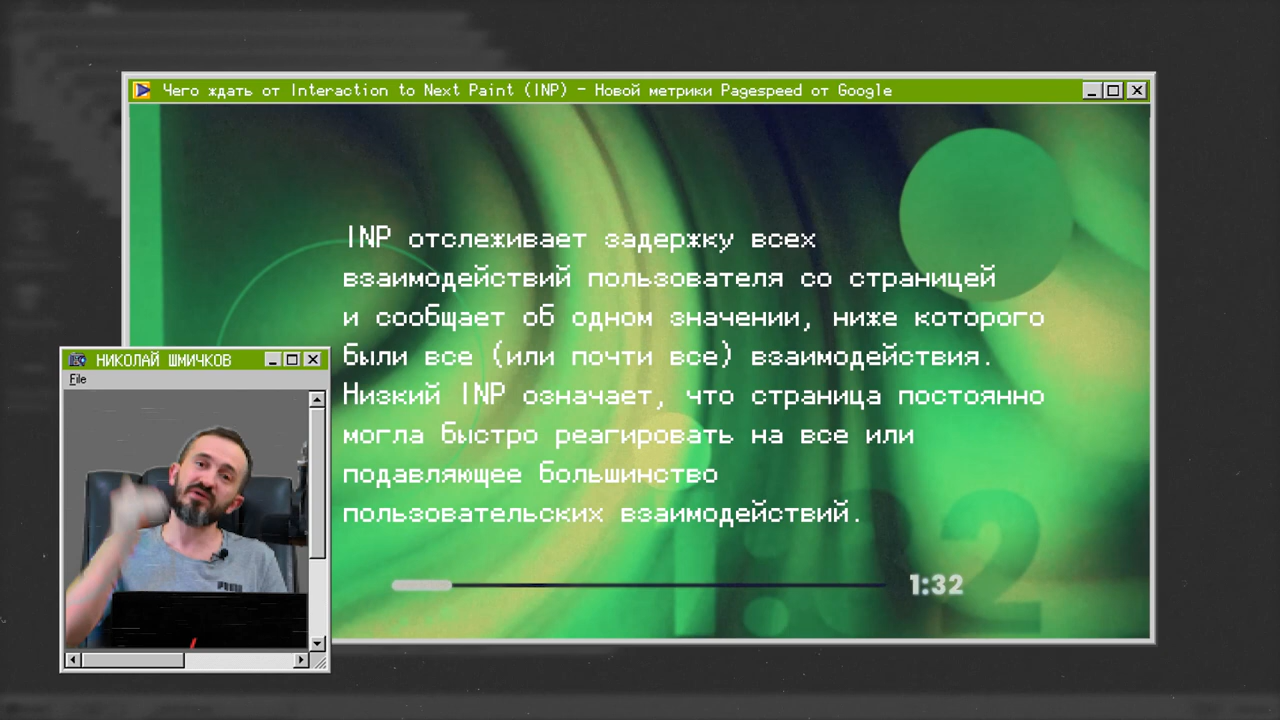 Чего ждать от Interaction to Next Paint (INP) - Новой метрики Pagespeed от Google
INP отслеживает задержку всех
взаимодействий пользователя со страницей
и сообщает об одном значении, ниже которого
были все (или почти все) взаимодействия.
Низкий INP означает, что страница постоянно
могла быстро реагировать на все или
подавляющее большинство
пользовательских взаимодействий.
1:32
НИКОЛАЙ ШМИЧКОВ
File